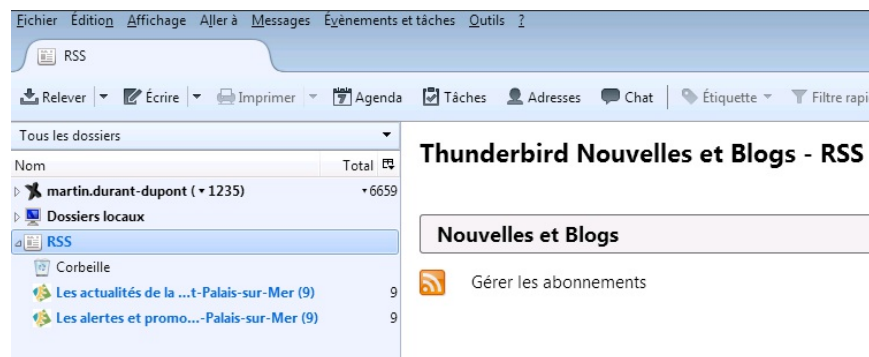 Fichier Édition Affichage Aller à Messages Évènements et tâches Outils ?
RSS
Relever Écrire Imprimer Agenda Tâches Adresses Chat Étiquette Filtre rapi
Tous les dossiers
Nom Total
martin.durant-dupont ( ▾ 1235) ▾ 6659
Dossiers locaux
RSS
Corbeille
Les actualités de la ...t-Palais-sur-Mer (9) 9
Les alertes et promo...-Palais-sur-Mer (9) 9
Thunderbird Nouvelles et Blogs - RSS
Nouvelles et Blogs
Gérer les abonnements